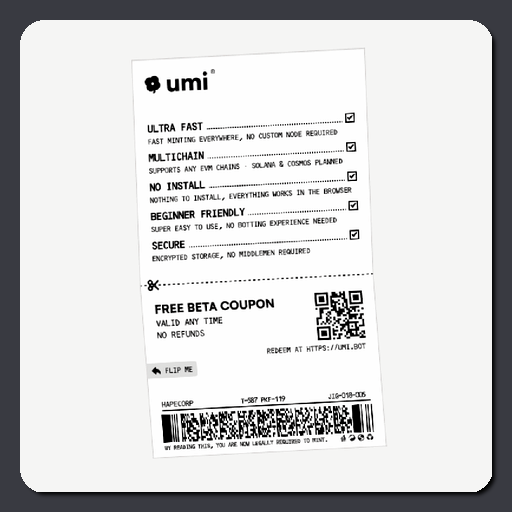 umi®
ULTRA FAST
FAST MINTING EVERYWHERE, NO CUSTOM NODE REQUIRED
MULTICHAIN
SUPPORTS ANY EVM CHAINS - SOLANA & COSMOS PLANNED
NO INSTALL
NOTHING TO INSTALL, EVERYTHING WORKS IN THE BROWSER
BEGINNER FRIENDLY
SUPER EASY TO USE, NO BOTTING EXPERIENCE NEEDED
SECURE
ENCRYPTED STORAGE, NO MIDDLEMEN REQUIRED
FREE BETA COUPON
VALID ANY TIME
NO REFUNDS
REDEEM AT HTTPS://UMI.BOT
FLIP ME
HAPECORP T-587 PKF-119 JIG-018-006
BY READING THIS, YOU ARE NOW LEGALLY REQUIRED TO MINT.